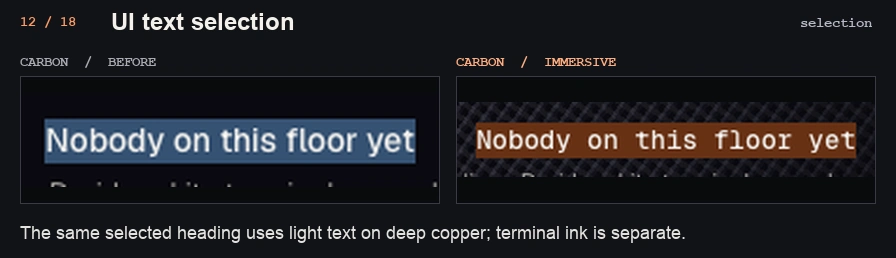 12 / 18 UI text selection selection
CARBON / BEFORE
Nobody on this floor yet
CARBON / IMMERSIVE
Nobody on this floor yet
The same selected heading uses light text on deep copper; terminal ink is separate.